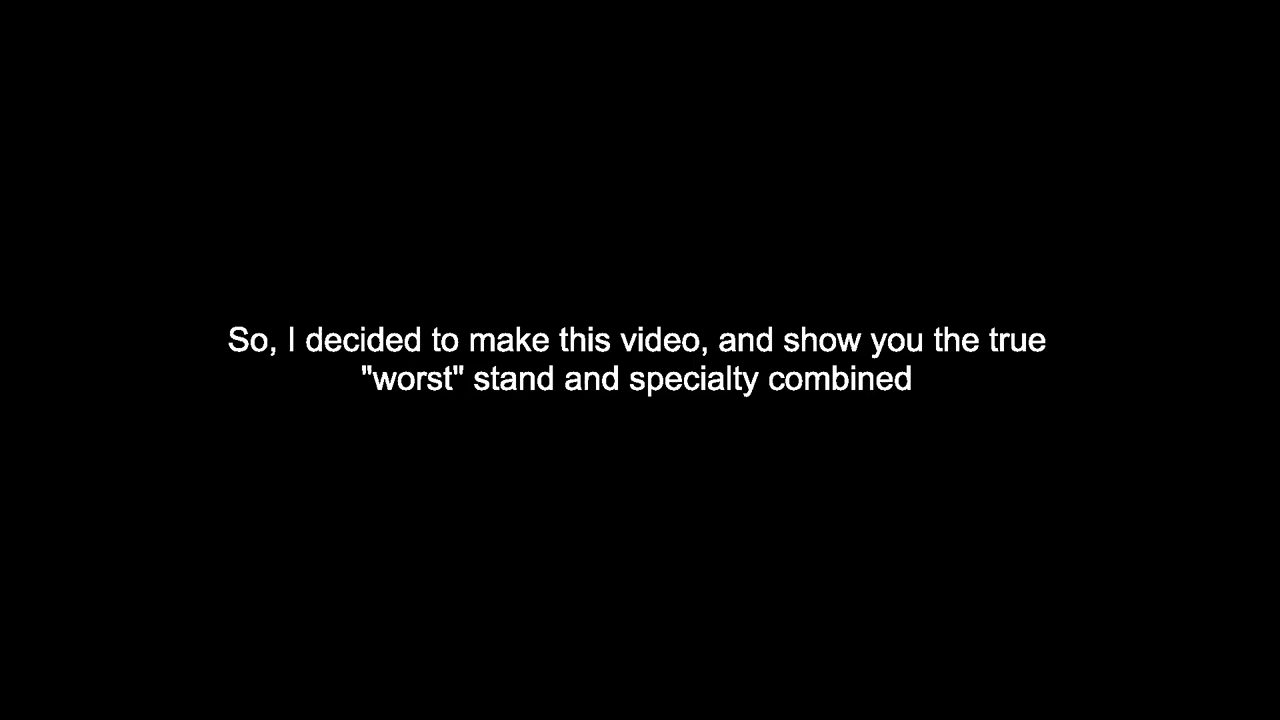 So, I decided to make this video, and show you the true
"worst" stand and specialty combined